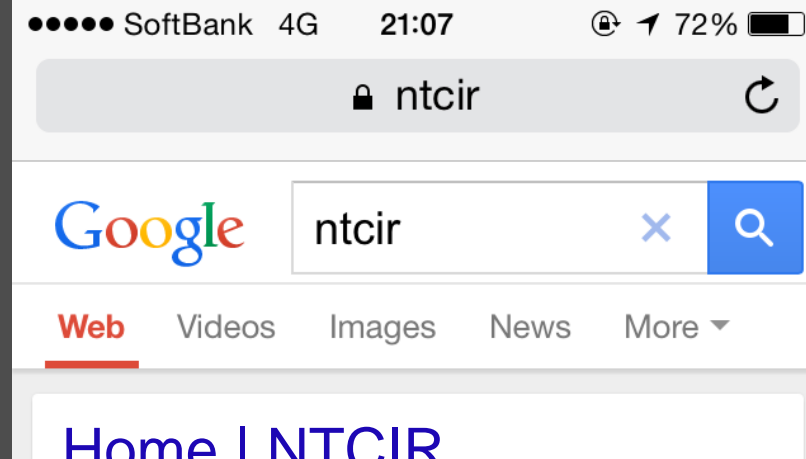 SoftBank 4G 21:07 72%
ntcir
Google ntcir
Web Videos Images News More
Home | NTCIR